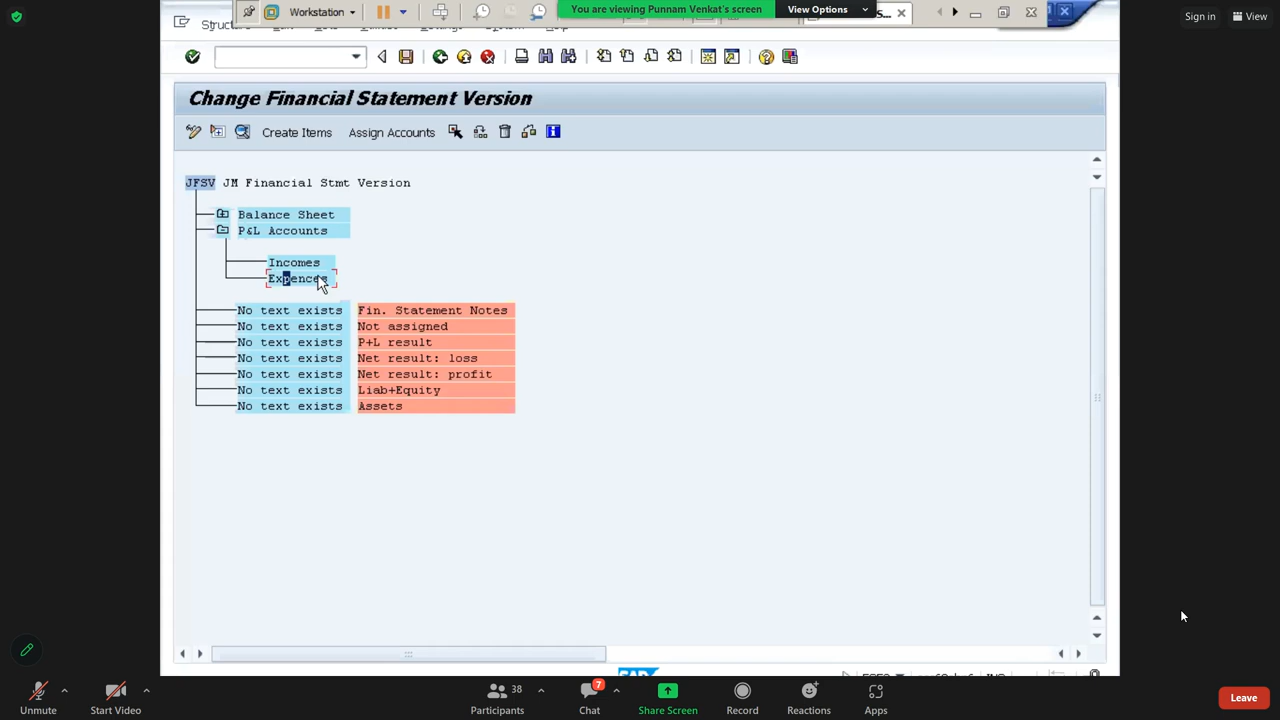 Workstation
You are viewing Punnam Venkat's screen
View Options
Sign in
View
Change Financial Statement Version
Create Items
Assign Accounts
JFSV JM Financial Stmt Version
Balance Sheet
P&L Accounts
Incomes
Expences
No text exists Fin. Statement Notes
No text exists Not assigned
No text exists P+L result
No text exists Net result: loss
No text exists Net result: profit
No text exists Liab+Equity
No text exists Assets
Unmute
Start Video
38
Participants
7
Chat
Share Screen
Record
Reactions
Apps
Leave